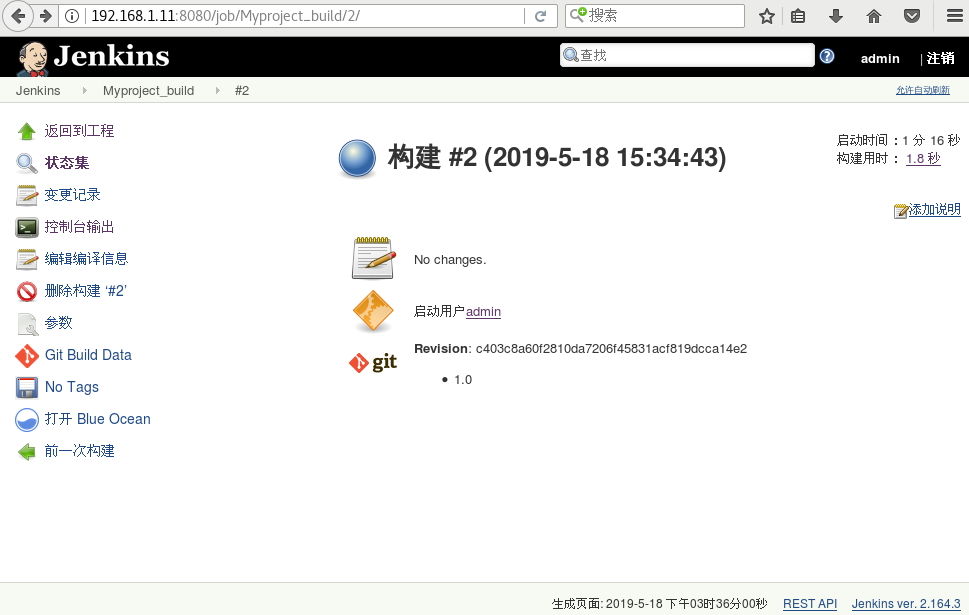 192.168.1.11:8080/job/Myproject_build/2/
搜索
Jenkins
查找
admin | 注销
Jenkins Myproject_build #2
允许自动刷新
返回到工程
状态集
变更记录
控制台输出
编辑编译信息
删除构建 ‘#2’
参数
Git Build Data
No Tags
打开 Blue Ocean
前一次构建
构建 #2 (2019-5-18 15:34:43)
启动时间：1 分 16 秒
构建用时： 1.8 秒
添加说明
No changes.
启动用户admin
git
Revision: c403c8a60f2810da7206f45831acf819dcca14e2
● 1.0
生成页面: 2019-5-18 下午03时36分00秒 REST API Jenkins ver. 2.164.3